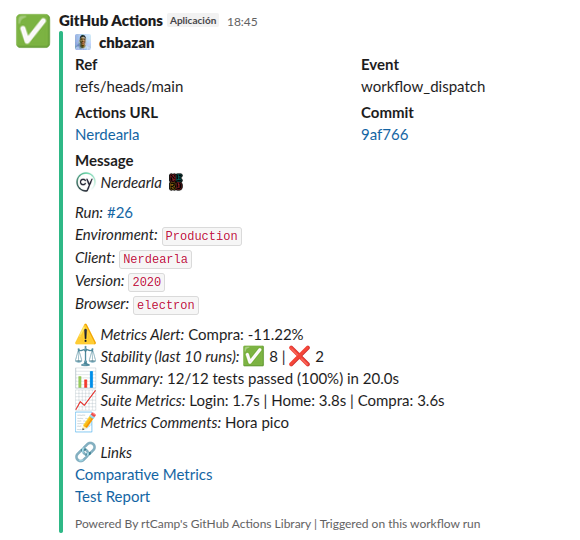 GitHub Actions Aplicación 18:45
chbazan
Ref Event
refs/heads/main workflow_dispatch
Actions URL Commit
Nerdearla 9af766
Message
cy Nerdearla
Run: #26
Environment: Production
Client: Nerdearla
Version: 2020
Browser: electron
Metrics Alert: Compra: -11.22%
Stability (last 10 runs): ✅ 8 | ❌ 2
Summary: 12/12 tests passed (100%) in 20.0s
Suite Metrics: Login: 1.7s | Home: 3.8s | Compra: 3.6s
Metrics Comments: Hora pico
Links
Comparative Metrics
Test Report
Powered By rtCamp's GitHub Actions Library | Triggered on this workflow run